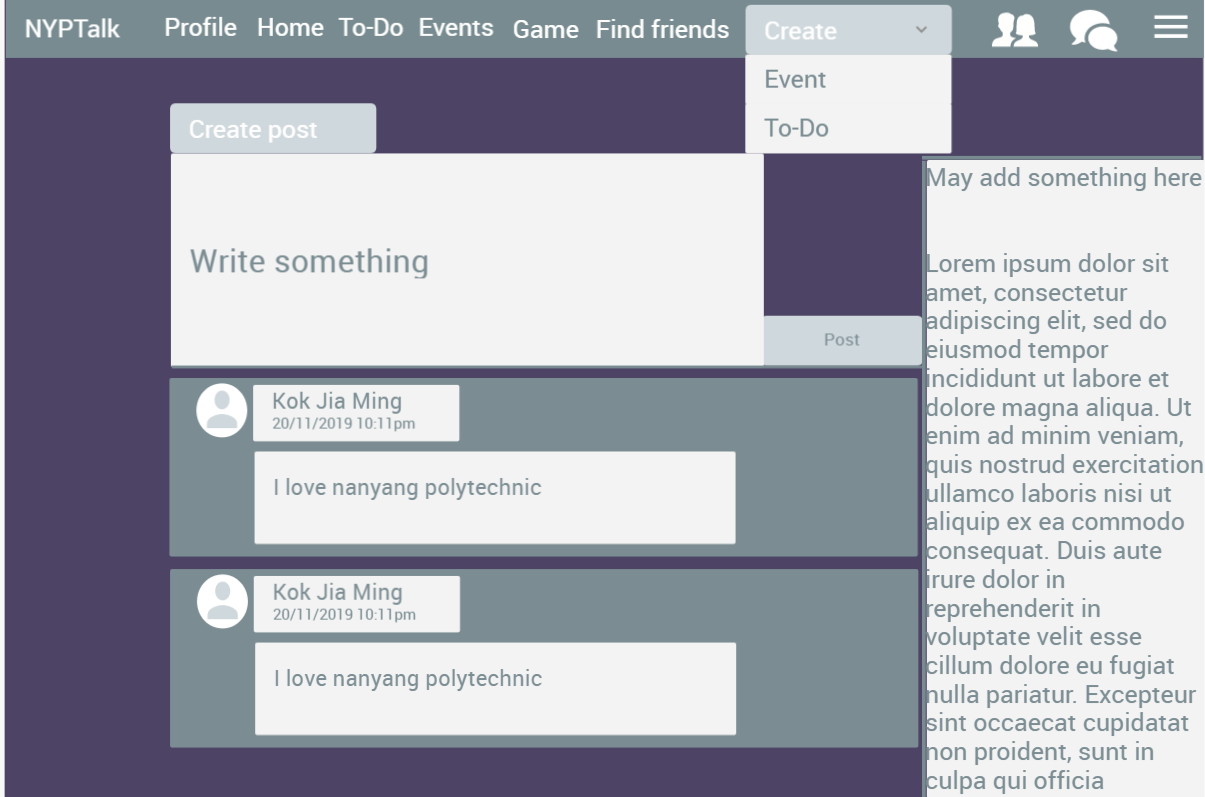 NYPTalk Profile Home To-Do Events Game Find friends Create
Event
To-Do
Create post
Write something
Post
Kok Jia Ming
20/11/2019 10:11pm
I love nanyang polytechnic
Kok Jia Ming
20/11/2019 10:11pm
I love nanyang polytechnic
May add something here
Lorem ipsum dolor sit
amet, consectetur
adipiscing elit, sed do
eiusmod tempor
incididunt ut labore et
dolore magna aliqua. Ut
enim ad minim veniam,
quis nostrud exercitation
ullamco laboris nisi ut
aliquip ex ea commodo
consequat. Duis aute
irure dolor in
reprehenderit in
voluptate velit esse
cillum dolore eu fugiat
nulla pariatur. Excepteur
sint occaecat cupidatat
non proident, sunt in
culpa qui officia